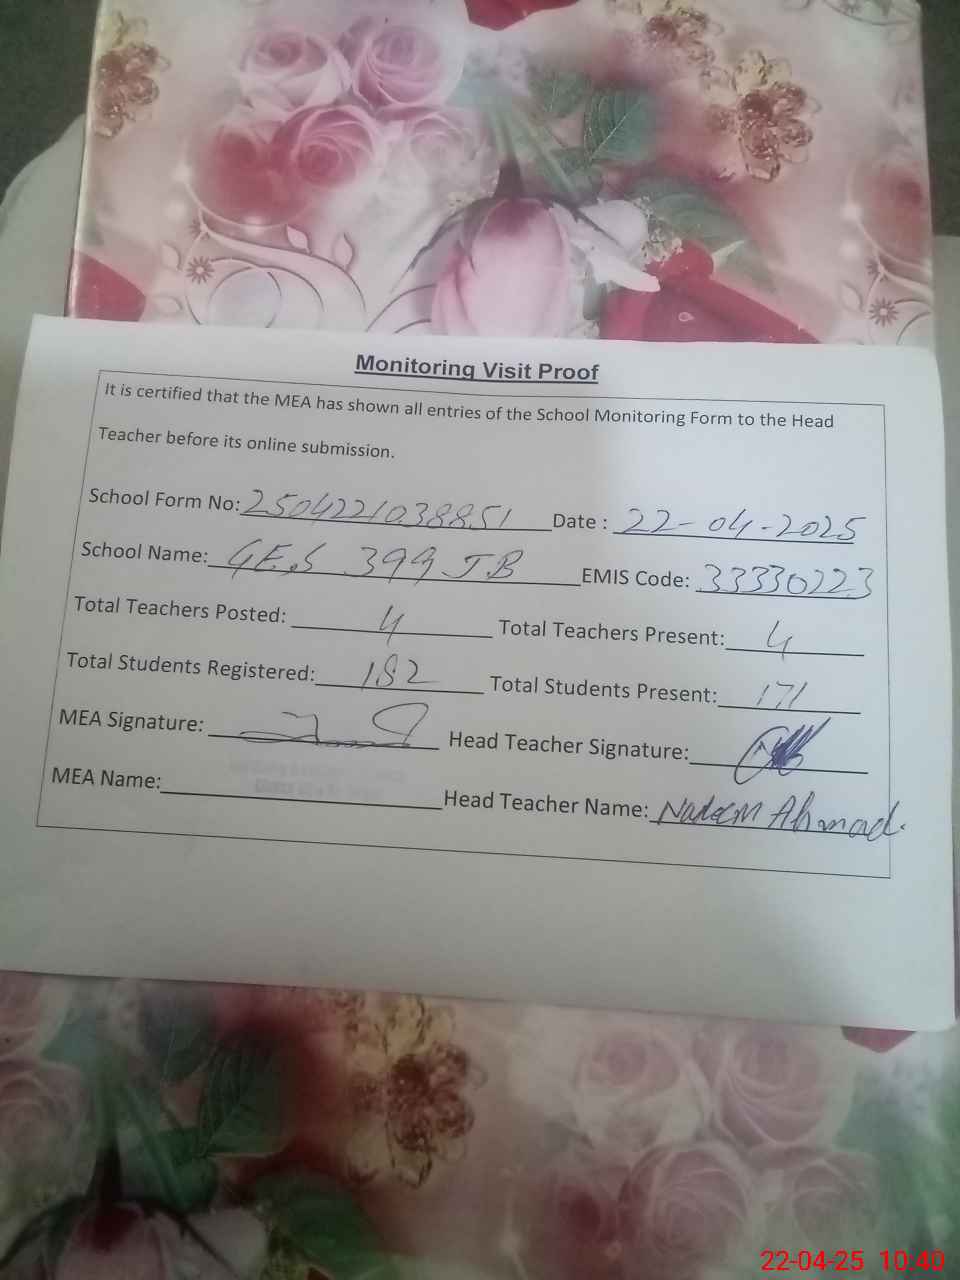 Monitoring Visit Proof
It is certified that the MEA has shown all entries of the School Monitoring Form to the Head
Teacher before its online submission.
School Form No: 2504221038851 Date : 22-04-2025
School Name: GES 399 JB EMIS Code: 33330223
Total Teachers Posted: 4 Total Teachers Present: 4
Total Students Registered: 182 Total Students Present: 171
MEA Signature: Head Teacher Signature:
MEA Name: Head Teacher Name: Nadeem Ahmad.
22-04-25 10:40